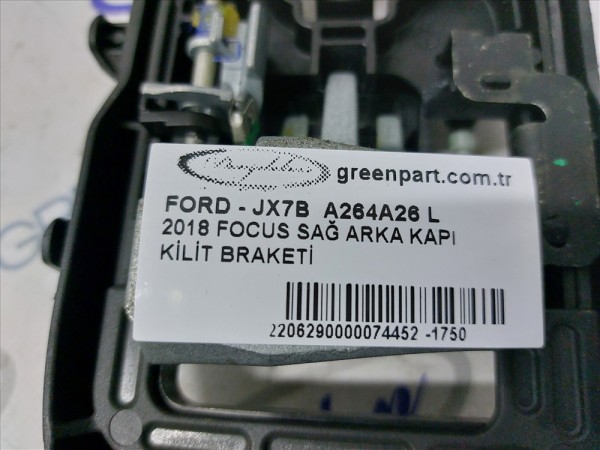 greenpart.com.tr
FORD - JX7B A264A26 L
2018 FOCUS SAĞ ARKA KAPI
KİLİT BRAKETİ
2206290000074452 -1750